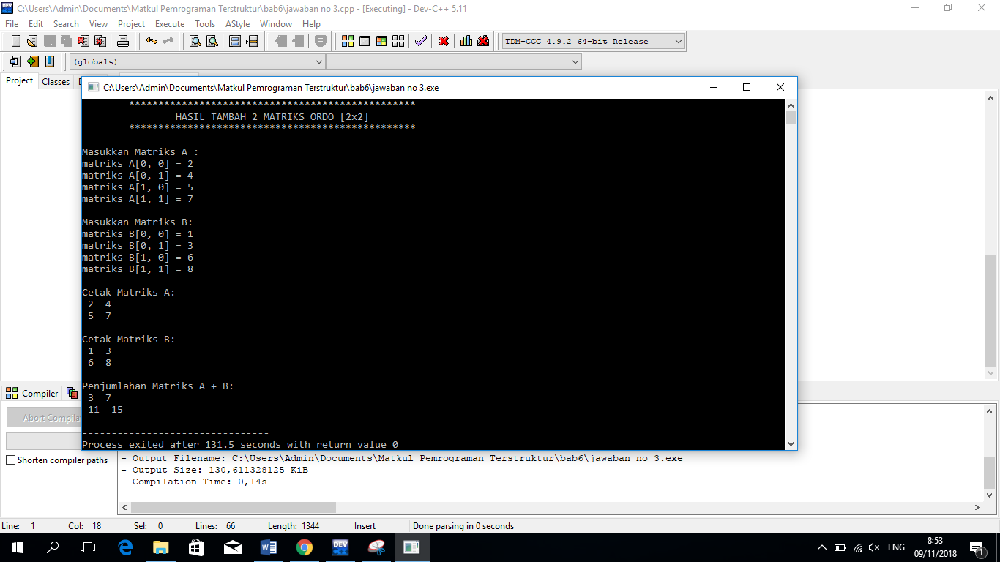 C:\Users\Admin\Documents\Matkul Pemrograman Terstruktur\bab6\jawaban no 3.cpp - [Executing] - Dev-C++ 5.11
File Edit Search View Project Execute Tools AStyle Window Help
TDM-GCC 4.9.2 64-bit Release
(globals)
Project Classes
C:\Users\Admin\Documents\Matkul Pemrograman Terstruktur\bab6\jawaban no 3.exe
*************************************************
HASIL TAMBAH 2 MATRIKS ORDO [2x2]
*************************************************
Masukkan Matriks A :
matriks A[0, 0] = 2
matriks A[0, 1] = 4
matriks A[1, 0] = 5
matriks A[1, 1] = 7
Masukkan Matriks B:
matriks B[0, 0] = 1
matriks B[0, 1] = 3
matriks B[1, 0] = 6
matriks B[1, 1] = 8
Cetak Matriks A:
2 4
5 7
Cetak Matriks B:
1 3
6 8
Penjumlahan Matriks A + B:
3 7
11 15
--------------------------------
Process exited after 131.5 seconds with return value 0
Compiler
Abort Compilat
Shorten compiler paths
- Output Filename: C:\Users\Admin\Documents\Matkul Pemrograman Terstruktur\bab6\jawaban no 3.exe
- Output Size: 130,611328125 KiB
- Compilation Time: 0,14s
Line: 1 Col: 18 Sel: 0 Lines: 66 Length: 1344 Insert Done parsing in 0 seconds
DEV
ENG
8:53
09/11/2018
1